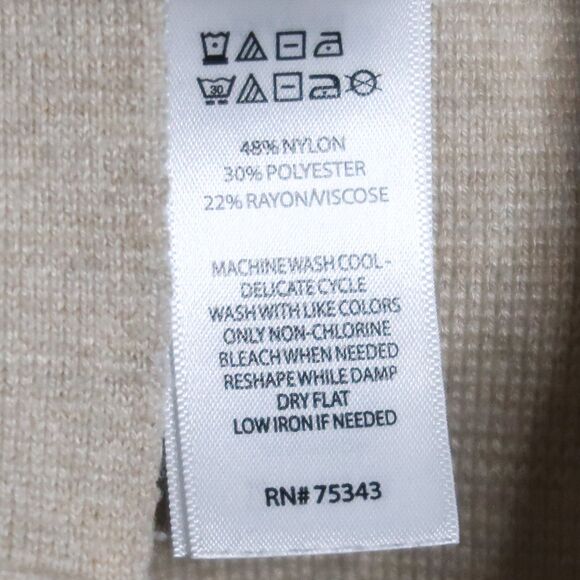 30
48% NYLON
30% POLYESTER
22% RAYON/VISCOSE
MACHINE WASH COOL -
DELICATE CYCLE
WASH WITH LIKE COLORS
ONLY NON-CHLORINE
BLEACH WHEN NEEDED
RESHAPE WHILE DAMP
DRY FLAT
LOW IRON IF NEEDED
RN# 75343